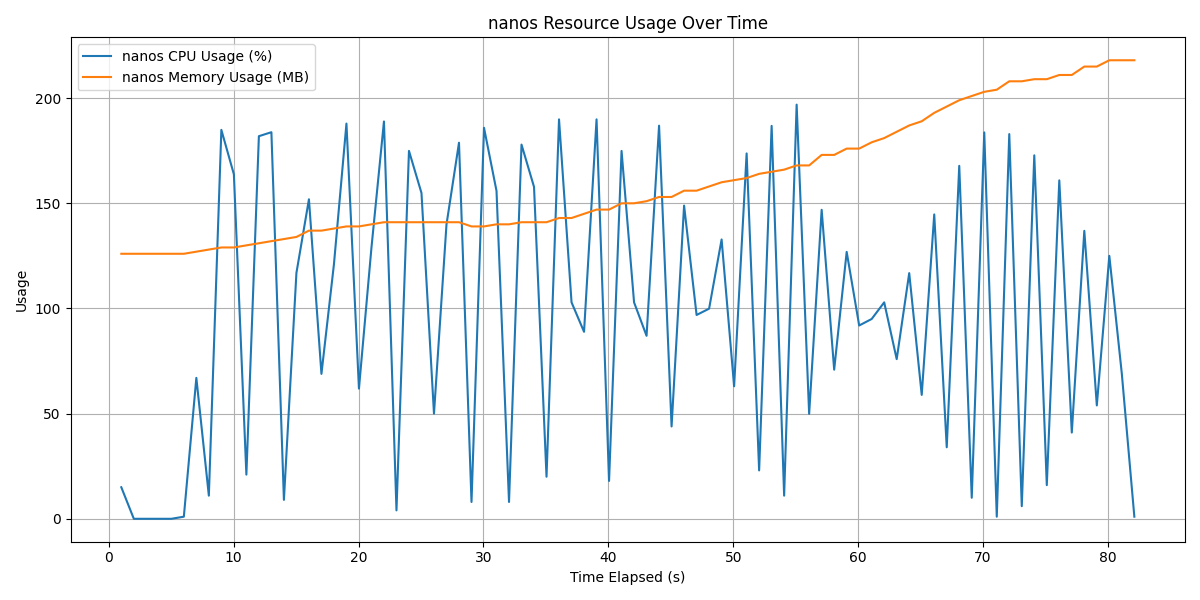 nanos Resource Usage Over Time
nanos CPU Usage (%)
nanos Memory Usage (MB)
Usage
200
150
100
50
0
0 10 20 30 40 50 60 70 80
Time Elapsed (s)